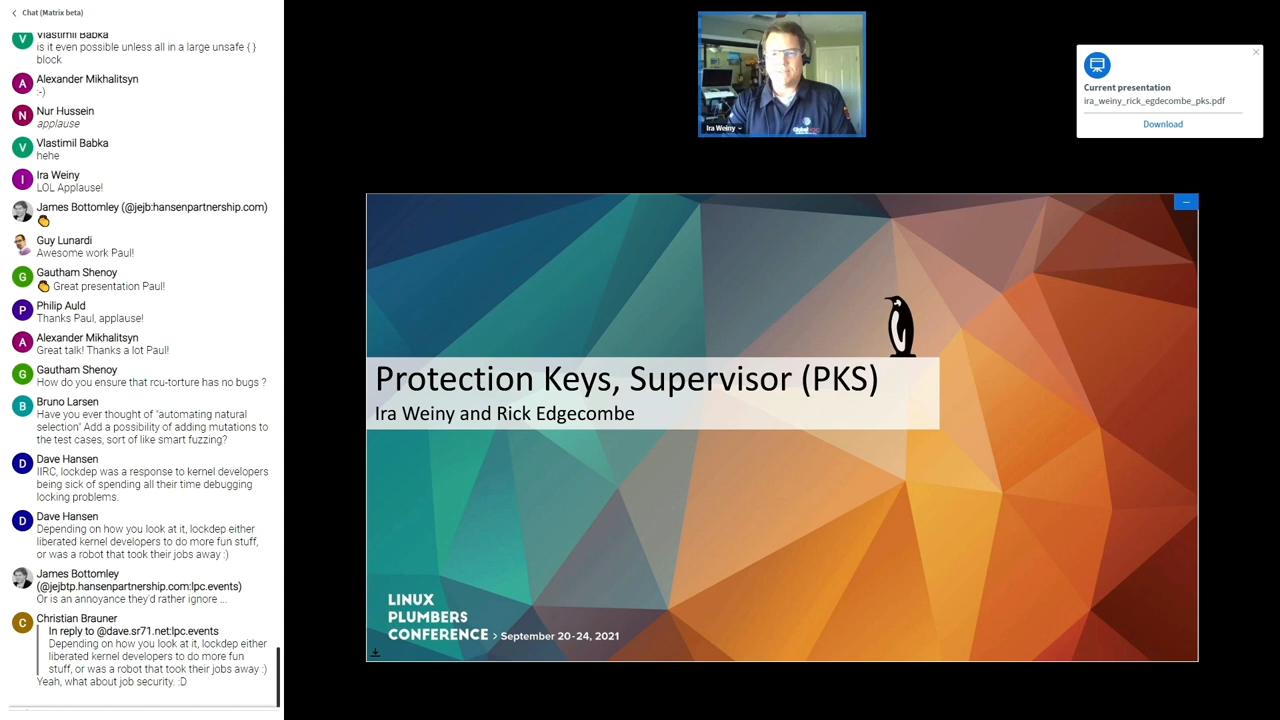 Chat (Matrix beta)
V
Vlastimil Babka
is it even possible unless all in a large unsafe { }
block
A
Alexander Mikhalitsyn
:-)
N
Nur Hussein
applause
V
Vlastimil Babka
hehe
I
Ira Weiny
LOL Applause!
James Bottomley (@jejb:hansenpartnership.com)
👏
Guy Lunardi
Awesome work Paul!
G
Gautham Shenoy
👏 Great presentation Paul!
P
Philip Auld
Thanks Paul, applause!
A
Alexander Mikhalitsyn
Great talk! Thanks a lot Paul!
G
Gautham Shenoy
How do you ensure that rcu-torture has no bugs ?
B
Bruno Larsen
Have you ever thought of "automating natural
selection" Add a possibility of adding mutations to
the test cases, sort of like smart fuzzing?
D
Dave Hansen
IIRC, lockdep was a response to kernel developers
being sick of spending all their time debugging
locking problems.
D
Dave Hansen
Depending on how you look at it, lockdep either
liberated kernel developers to do more fun stuff,
or was a robot that took their jobs away :)
James Bottomley
(@jejbtp.hansenpartnership.com:lpc.events)
Or is an annoyance they'd rather ignore ...
C
Christian Brauner
In reply to @dave.sr71.net:lpc.events
Depending on how you look at it, lockdep either
liberated kernel developers to do more fun
stuff, or was a robot that took their jobs away :)
Yeah, what about job security. :D
Ira Weiny
Current presentation
ira_weiny_rick_egdecombe_pks.pdf
Download
Protection Keys, Supervisor (PKS)
Ira Weiny and Rick Edgecombe
LINUX
PLUMBERS
CONFERENCE > September 20-24, 2021